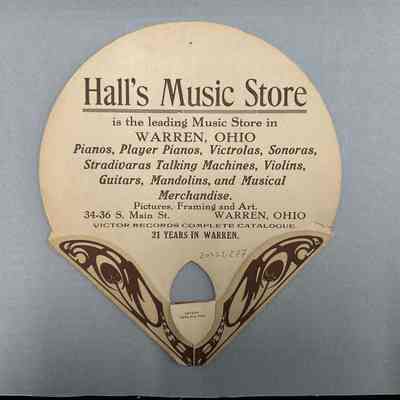 Hall's Music Store
is the leading Music Store in
WARREN, OHIO
Pianos, Player Pianos, Victrolas, Sonoras,
Stradivaras Talking Machines, Violins,
Guitars, Mandolins, and Musical
Merchandise.
Pictures, Framing and Art.
34-36 S. Main St. WARREN, OHIO
VICTOR RECORDS COMPLETE CATALOGUE
21 YEARS IN WARREN.